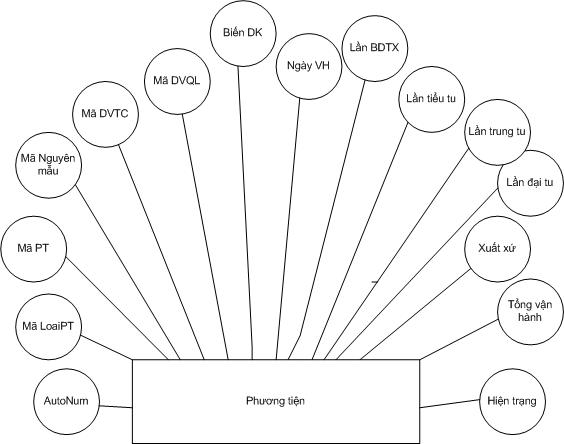 Biến DK
Lần BDTX
Ngày VH
Mã DVQL
Lần tiểu tu
Mã DVTC
Lần trung tu
Mã Nguyên
mẫu
Lần đại tu
Mã PT
Xuất xứ
Tổng vận
hành
Mã LoaiPT
AutoNum
Phương tiện
Hiện trạng